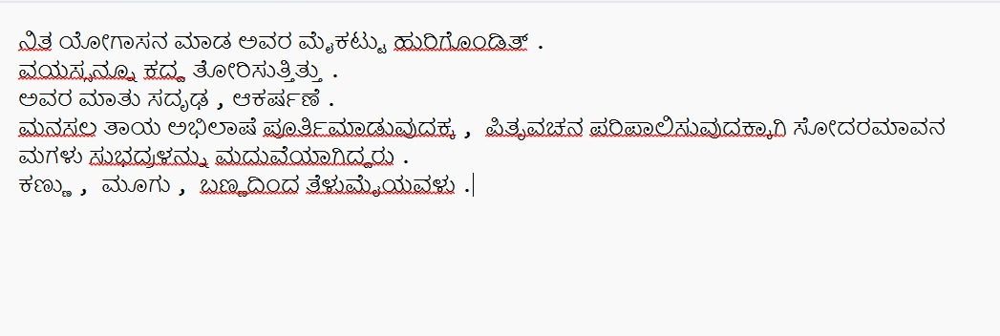 ನಿತ್ರ ಯೋಗಾಸನ ಮಾಡ ಅವರ ಮೈಕಟ್ಟು ಹುರಿಗೊಂಡಿತ್ .
ವಯಸ್ಸನ್ನೂ ಕದ್ದ ತೋರಿಸುತ್ತಿತ್ತು .
ಅವರ ಮಾತು ಸದೃಢ , ಆಕರ್ಷಣೆ .
ಮನಸಲ ತಾಯ ಅಭಿಲಾಷೆ ಪೂರ್ತಿಮಾಡುವುದಕ್ಕ , ಪಿತೃವಚನ ಪರಿಪಾಲಿಸುವುದಕ್ಕಾಗಿ ಸೋದರಮಾವನ
ಮಗಳು ಸುಭದ್ರಳನ್ನು ಮದುವೆಯಾಗಿದ್ದರು .
ಕಣ್ಣು , ಮೂಗು , ಬಣ್ಣದಿಂದ ತೆಳುಮೈಯವಳು .